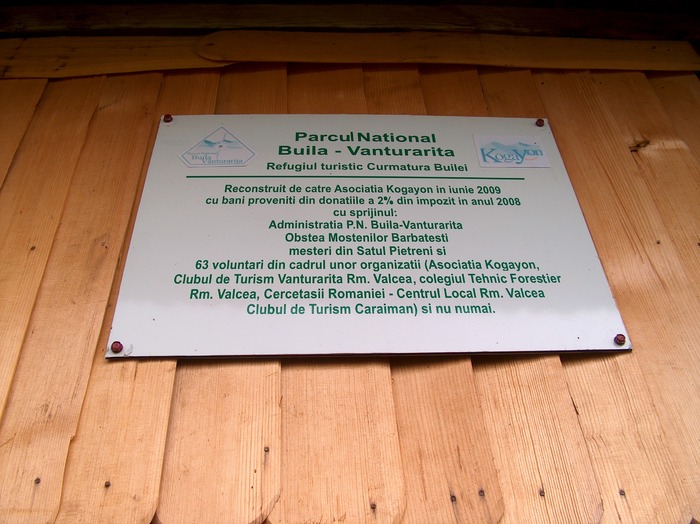 Parcul National
Buila - Vanturarita
Refugiul turistic Curmatura Builei
Buila
Vanturarita
Kogayon
Reconstruit de catre Asociatia Kogayon in iunie 2009
cu bani proveniti din donatiile a 2% din impozit in anul 2008
cu sprijinul:
Administratia P.N. Buila-Vanturarita
Obstea Mostenilor Barbatesti
mesteri din Satul Pietreni si
63 voluntari din cadrul unor organizatii (Asociatia Kogayon,
Clubul de Turism Vanturarita Rm. Valcea, colegiul Tehnic Forestier
Rm. Valcea, Cercetasii Romaniei - Centrul Local Rm. Valcea
Clubul de Turism Caraiman) si nu numai.